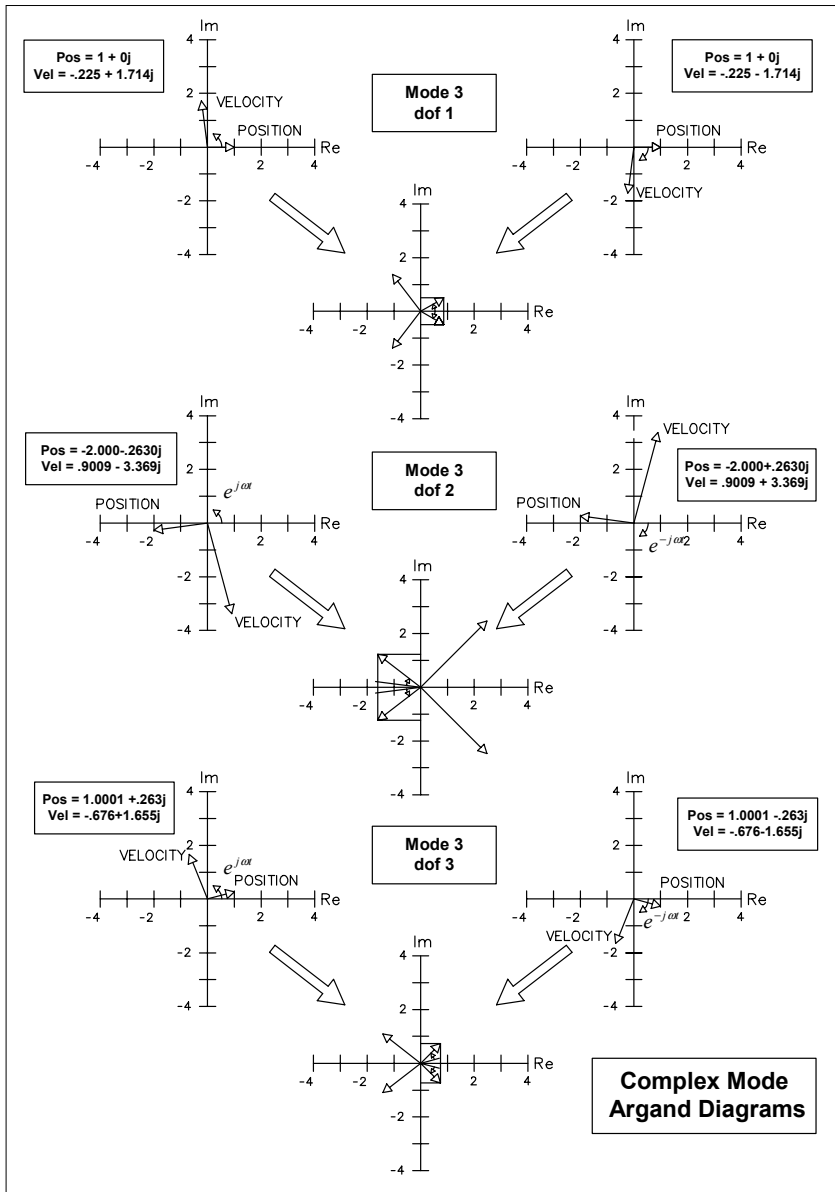 Im
Im
4
4
Pos = 1 + 0j
Vel = -.225 + 1.714j
Pos = 1 + 0j
Vel = -.225 - 1.714j
2
2
VELOCITY
Mode 3
dof 1
POSITION
POSITION
Re
Re
-4
-2
2
4
-4
-2
2
4
-2
-2
VELOCITY
Im
4
-4
-4
2
Re
-4
-2
2
4
-2
Im
Im
-4
4
4
VELOCITY
Pos = -2.000-.2630j
Vel = .9009 - 3.369j
Mode 3
dof 2
Pos = -2.000+.2630j
Vel = .9009 + 3.369j
2
2
e^{jωt}
POSITION
POSITION
Re
Re
-4
-2
2
4
-4
-2
2
4
e^{-jωt}
-2
-2
Im
VELOCITY
4
-4
-4
2
Re
-4
-2
2
4
-2
Im
Im
-4
4
4
Pos = 1.0001 +.263j
Vel = -.676+1.655j
Pos = 1.0001 -.263j
Vel = -.676-1.655j
Mode 3
dof 3
2
2
VELOCITY
e^{jωt}
POSITION
POSITION
Re
Re
-4
-2
2
4
-4
-2
2
4
e^{-jωt}
VELOCITY
-2
-2
Im
4
-4
-4
2
Re
-4
-2
2
4
-2
-4
Complex Mode
Argand Diagrams